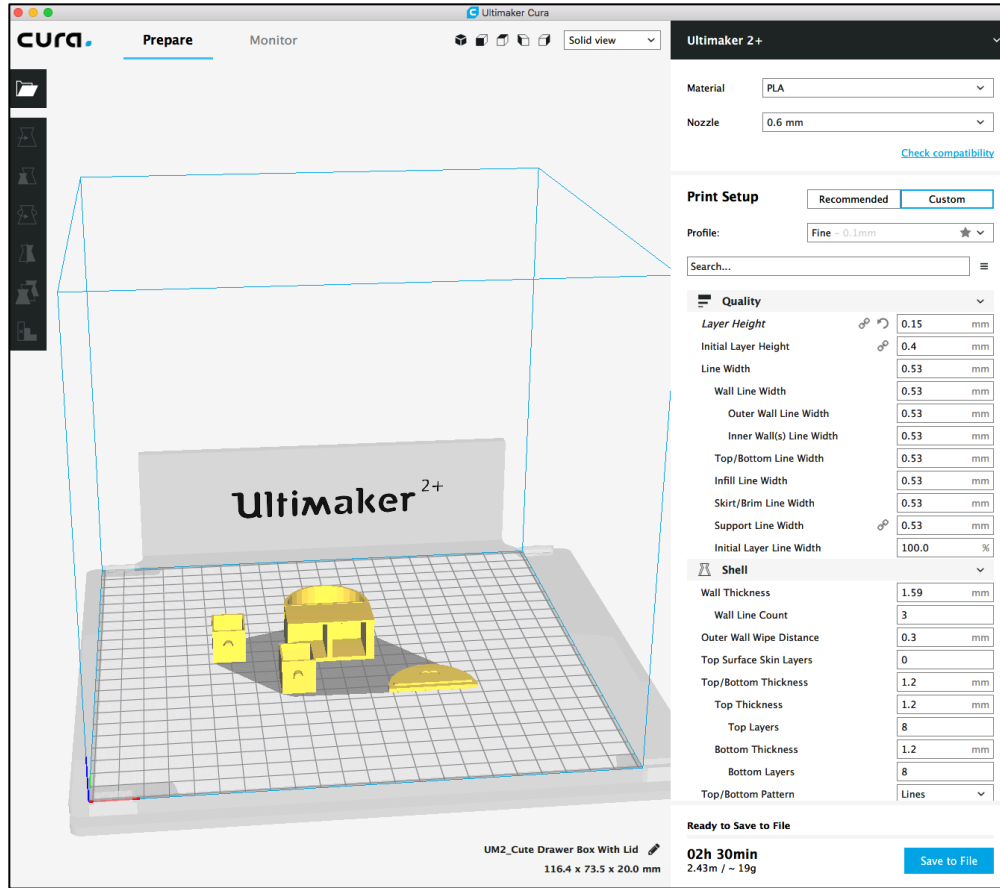 Ultimaker Cura
cura.
Prepare
Monitor
Solid view
Ultimaker 2+
Material
PLA
Nozzle
0.6 mm
Check compatibility
Print Setup
Recommended
Custom
Profile:
Fine - 0.1mm
Search...
Quality
Layer Height 0.15 mm
Initial Layer Height 0.4 mm
Line Width 0.53 mm
Wall Line Width 0.53 mm
Outer Wall Line Width 0.53 mm
Inner Wall(s) Line Width 0.53 mm
Top/Bottom Line Width 0.53 mm
Infill Line Width 0.53 mm
Skirt/Brim Line Width 0.53 mm
Support Line Width 0.53 mm
Initial Layer Line Width 100.0 %
Shell
Wall Thickness 1.59 mm
Wall Line Count 3
Outer Wall Wipe Distance 0.3 mm
Top Surface Skin Layers 0
Top/Bottom Thickness 1.2 mm
Top Thickness 1.2 mm
Top Layers 8
Bottom Thickness 1.2 mm
Bottom Layers 8
Top/Bottom Pattern Lines
Ultimaker 2+
UM2_Cute Drawer Box With Lid
116.4 x 73.5 x 20.0 mm
Ready to Save to File
02h 30min
2.43m / ~ 19g
Save to File